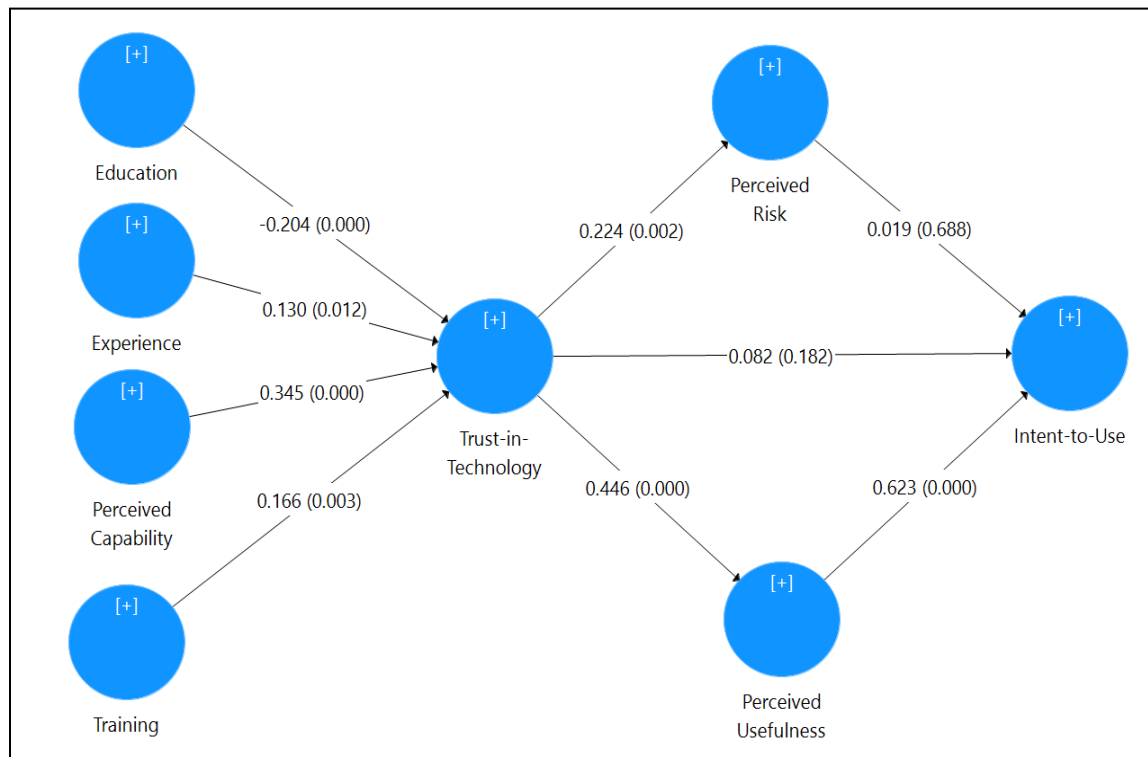 [+]
Education
[+]
Experience
[+]
Perceived
Capability
[+]
Training
-0.204 (0.000)
0.130 (0.012)
0.345 (0.000)
0.166 (0.003)
[+]
Trust-in-
Technology
0.224 (0.002)
0.082 (0.182)
0.446 (0.000)
[+]
Perceived
Risk
[+]
Perceived
Usefulness
0.019 (0.688)
0.623 (0.000)
[+]
Intent-to-Use